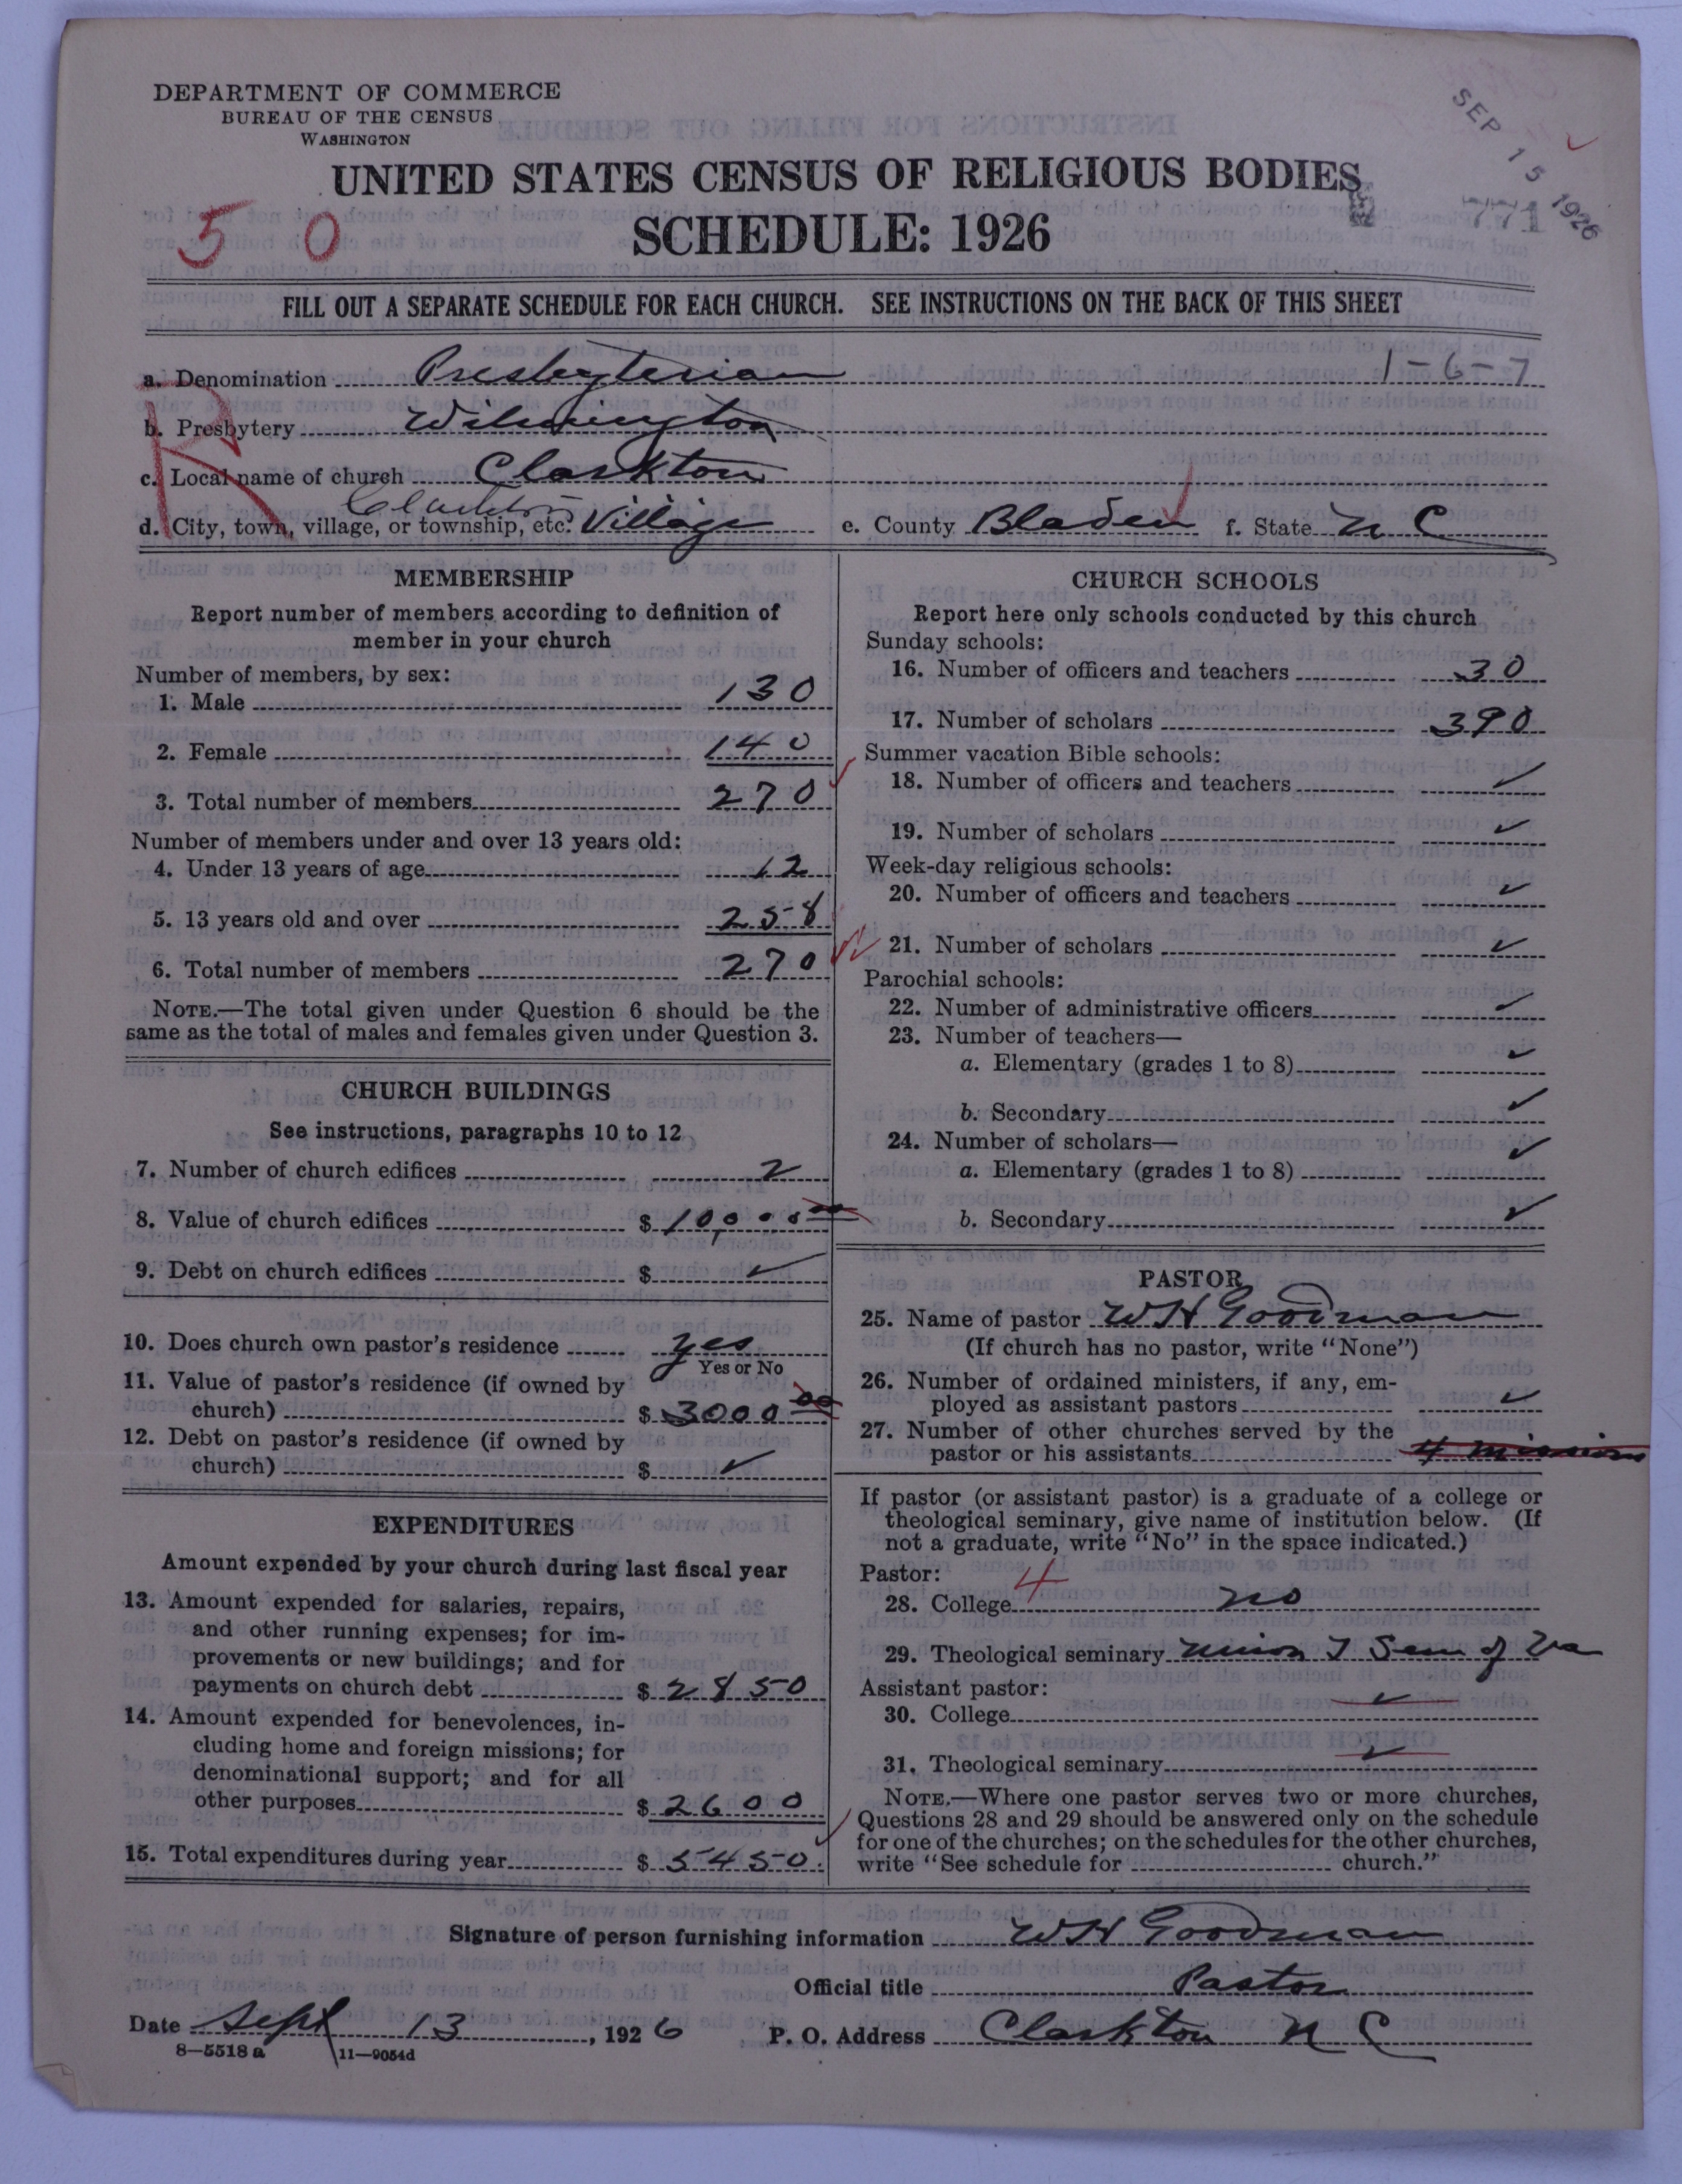 DEPARTMENT OF COMMERCE
BUREAU OF THE CENSUS
WASHINGTON
SEP 15 1926
771
UNITED STATES CENSUS OF RELIGIOUS BODIES
SCHEDULE: 1926
5 0
FILL OUT A SEPARATE SCHEDULE FOR EACH CHURCH. SEE INSTRUCTIONS ON THE BACK OF THIS SHEET
a. Denomination Presbyterian 1-6-7
b. Presbytery Wilmington
R
c. Local name of church Clarkton
Clarkton
d. City, town, village, or township, etc. Village e. County Bladen f. State N C
MEMBERSHIP
Report number of members according to definition of
member in your church
Number of members, by sex:
1. Male 130
2. Female 140
3. Total number of members 270
Number of members under and over 13 years old:
4. Under 13 years of age 12
5. 13 years old and over 258
6. Total number of members 270
NOTE.—The total given under Question 6 should be the
same as the total of males and females given under Question 3.
CHURCH BUILDINGS
See instructions, paragraphs 10 to 12
7. Number of church edifices 2
8. Value of church edifices $ 10,000 00
9. Debt on church edifices $ ✓
10. Does church own pastor's residence yes
Yes or No
11. Value of pastor's residence (if owned by
church) $ 3000 00
12. Debt on pastor's residence (if owned by
church) $ ✓
EXPENDITURES
Amount expended by your church during last fiscal year
13. Amount expended for salaries, repairs,
and other running expenses; for im-
provements or new buildings; and for
payments on church debt $ 2850
14. Amount expended for benevolences, in-
cluding home and foreign missions; for
denominational support; and for all
other purposes $ 2600
15. Total expenditures during year $ 5450.
CHURCH SCHOOLS
Report here only schools conducted by this church
Sunday schools:
16. Number of officers and teachers 30
17. Number of scholars 390
Summer vacation Bible schools:
18. Number of officers and teachers ✓
19. Number of scholars ✓
Week-day religious schools:
20. Number of officers and teachers ✓
21. Number of scholars ✓
Parochial schools:
22. Number of administrative officers ✓
23. Number of teachers—
a. Elementary (grades 1 to 8) ✓
b. Secondary ✓
24. Number of scholars—
a. Elementary (grades 1 to 8) ✓
b. Secondary ✓
PASTOR
25. Name of pastor W H Goodman
(If church has no pastor, write "None")
26. Number of ordained ministers, if any, em-
ployed as assistant pastors ✓
27. Number of other churches served by the
pastor or his assistants 4 mission
If pastor (or assistant pastor) is a graduate of a college or
theological seminary, give name of institution below. (If
not a graduate, write "No" in the space indicated.)
Pastor: 4
28. College no
29. Theological seminary Union T Sem of Va
Assistant pastor:
30. College ✓
31. Theological seminary ✓
NOTE.—Where one pastor serves two or more churches,
Questions 28 and 29 should be answered only on the schedule
for one of the churches; on the schedules for the other churches,
write "See schedule for church."
Signature of person furnishing information W H Goodman
Official title Pastor
Date Sept 13, 1926 P. O. Address Clarkton N C
8—5518 a 11—9054d